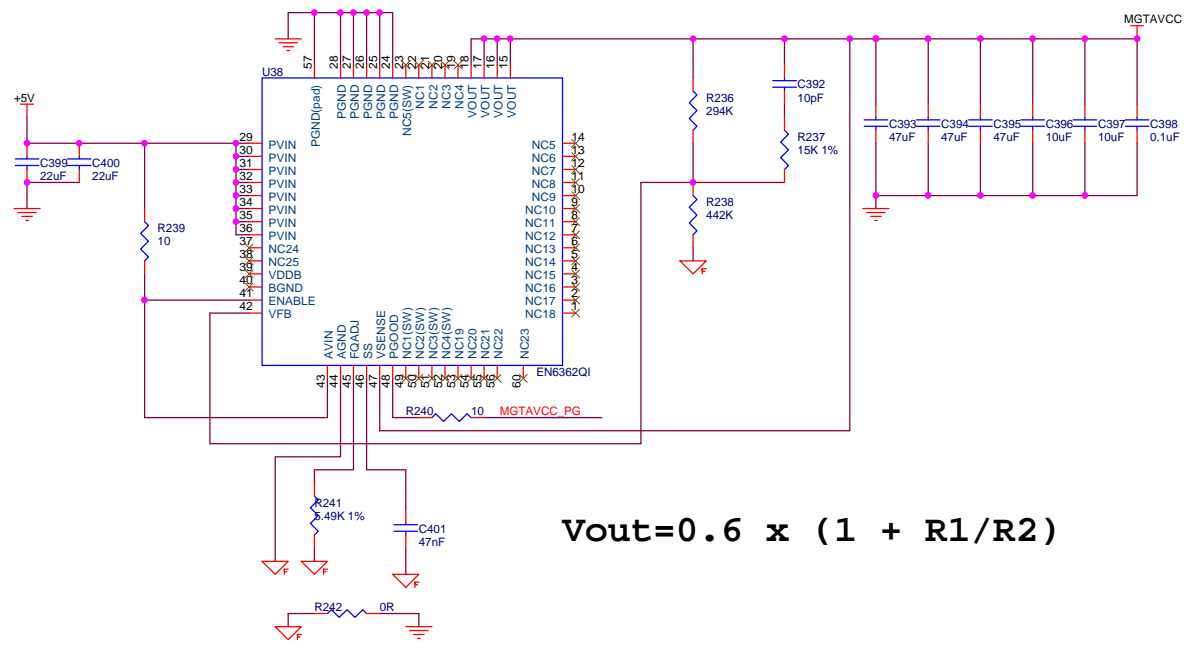 MGTAVCC
57
28
27
26
25
24
23
22
21
20
19
18
17
16
15
U38
PGND(pad)
PGND
PGND
PGND
PGND
PGND
NC5(SW)
NC1
NC2
NC3
NC4
VOUT
VOUT
VOUT
VOUT
+5V
C392
10pF
R236
294K
C393
47uF
C394
47uF
C395
47uF
C396
10uF
C397
10uF
C398
0.1uF
R237
15K 1%
C399
22uF
C400
22uF
29 PVIN
30 PVIN
31 PVIN
32 PVIN
33 PVIN
34 PVIN
35 PVIN
36 PVIN
37 NC24
38 NC25
39 VDDB
40 BGND
41 ENABLE
42 VFB
NC5 14
NC6 13
NC7 12
NC8 11
NC9 10
NC10 9
NC11 8
NC12 7
NC13 6
NC14 5
NC15 4
NC16 3
NC17 2
NC18 1
R238
442K
F
R239
10
AVIN
AGND
FQADJ
SS
VSENSE
PGOOD
NC1(SW)
NC2(SW)
NC3(SW)
NC4(SW)
NC19
NC20
NC21
NC22
NC23
EN6362QI
43
44
45
46
47
48
49
50
51
52
53
54
55
56
60
R240 10 MGTAVCC_PG
R241
5.49K 1%
C401
47nF
Vout=0.6 x (1 + R1/R2)
F
F
F
R242 0R
F